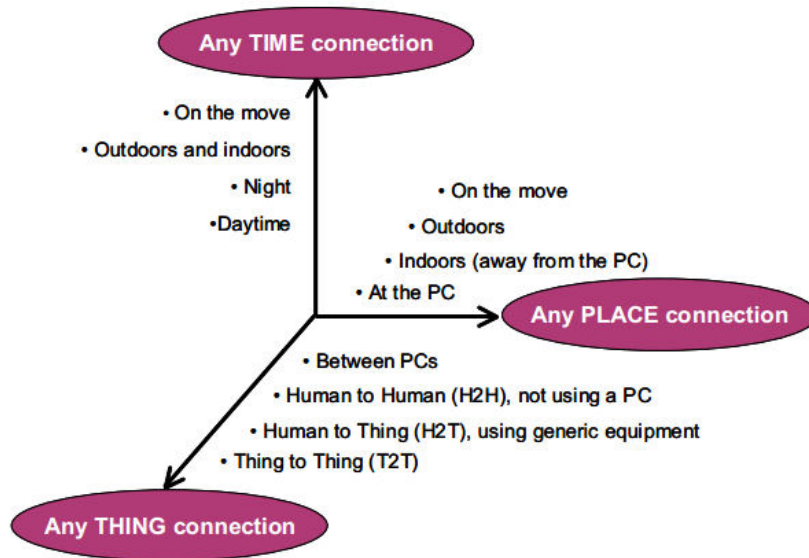 Any TIME connection
• On the move
• Outdoors and indoors
• Night
•Daytime
• On the move
• Outdoors
• Indoors (away from the PC)
• At the PC
Any PLACE connection
• Between PCs
• Human to Human (H2H), not using a PC
• Human to Thing (H2T), using generic equipment
• Thing to Thing (T2T)
Any THING connection